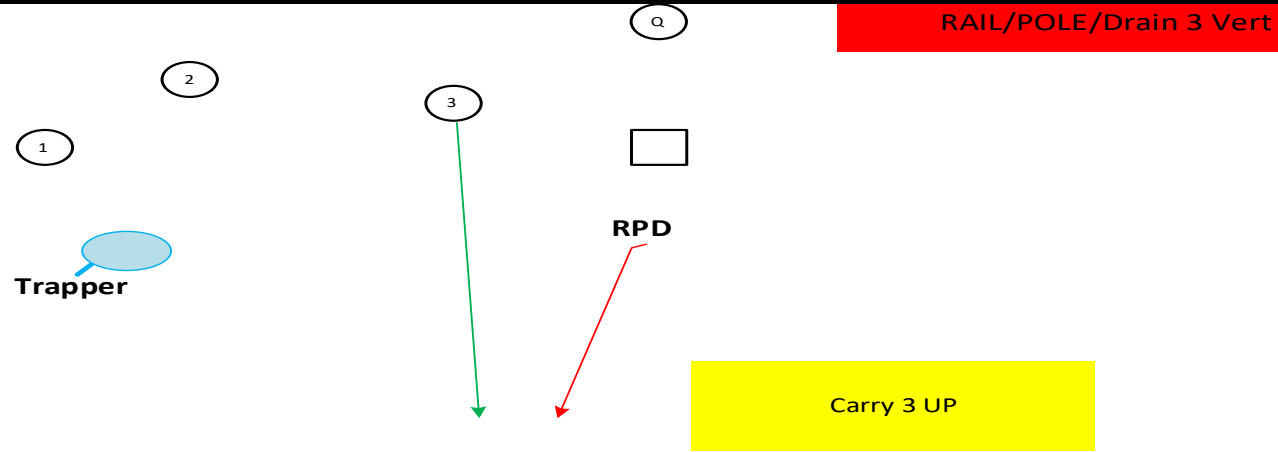 RAIL/POLE/Drain 3 Vert
Q
2
3
1
RPD
Trapper
Carry 3 UP